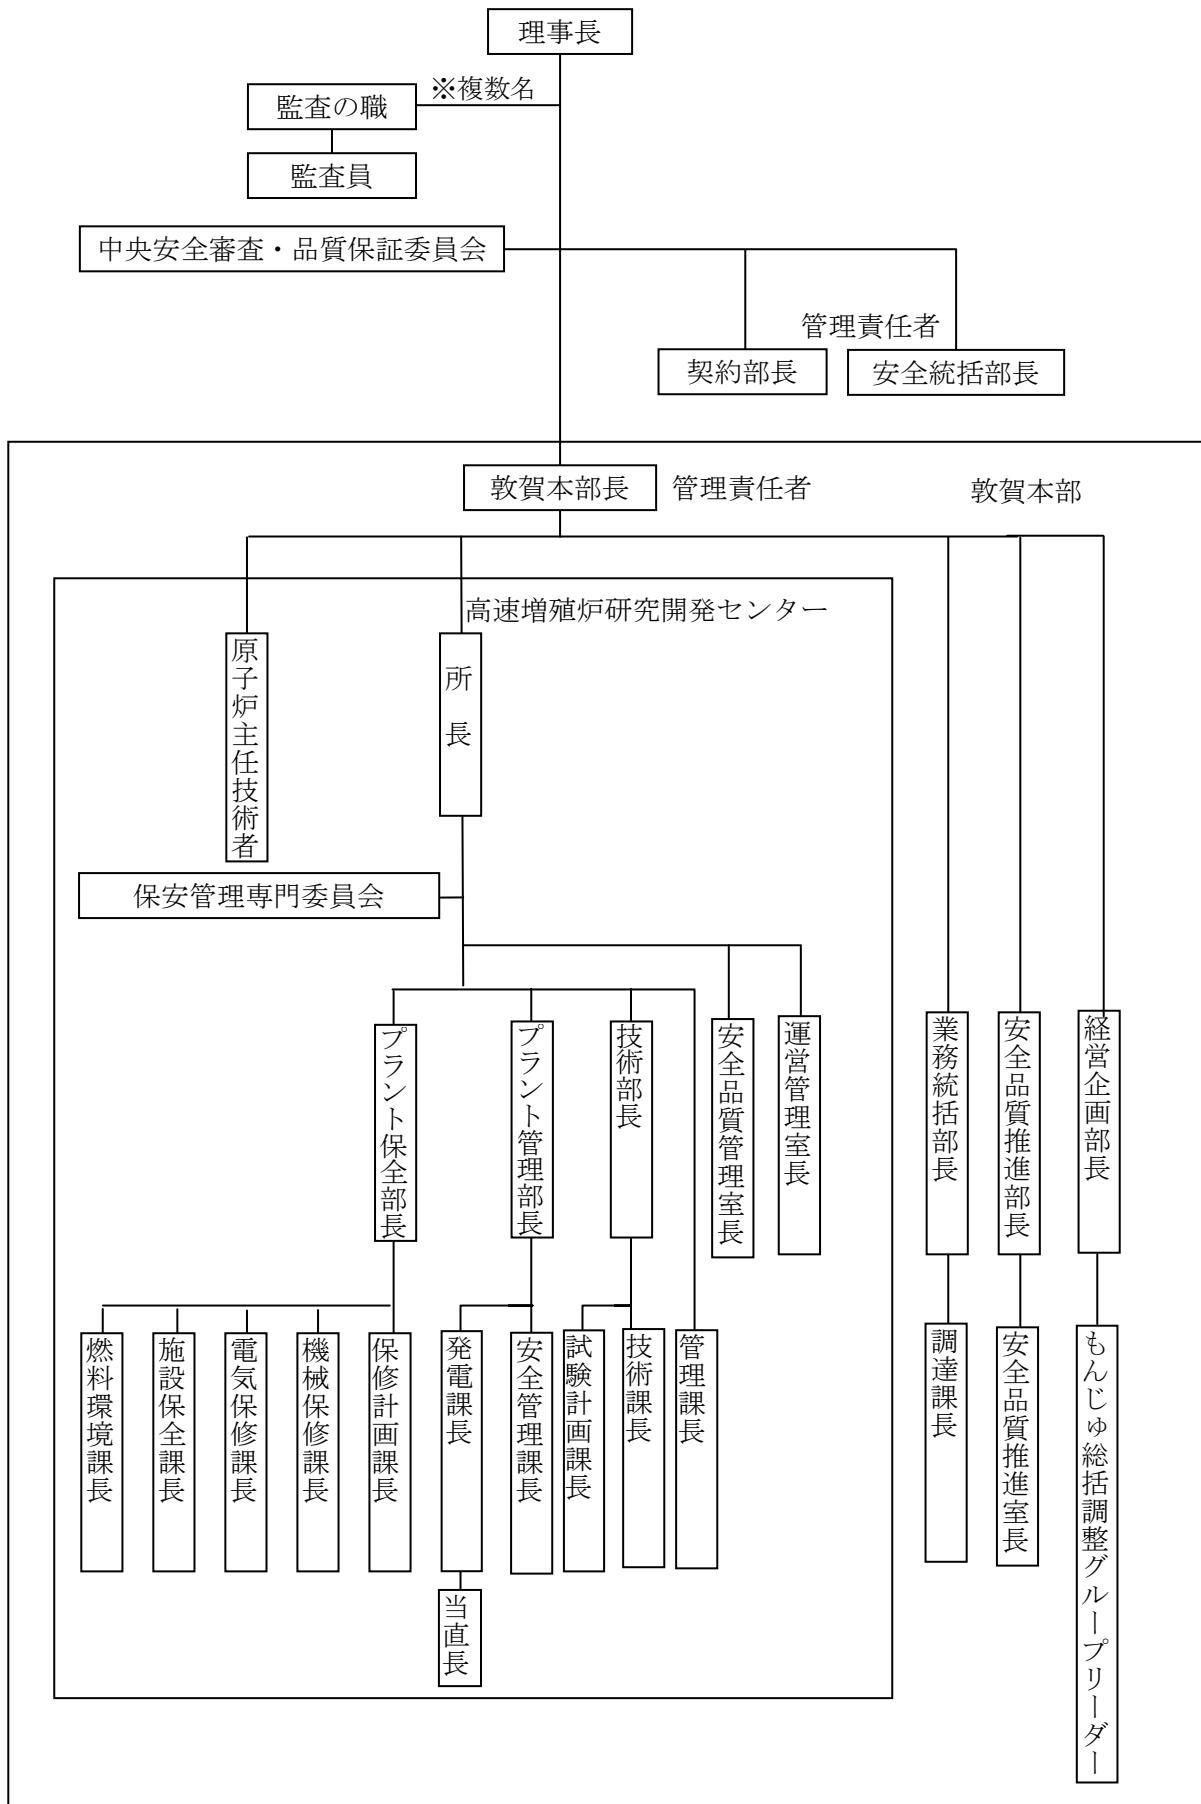 理事長
※複数名
監査の職
監査員
中央安全審査・品質保証委員会
管理責任者
契約部長
安全統括部長
敦賀本部長
管理責任者
敦賀本部
高速増殖炉研究開発センター
原子炉主任技術者
所長
保安管理専門委員会
プラント保全部長
プラント管理部長
技術部長
安全品質管理室長
運営管理室長
業務統括部長
安全品質推進部長
経営企画部長
燃料環境課長
施設保全課長
電気保修課長
機械保修課長
保修計画課長
発電課長
安全管理課長
試験計画課長
技術課長
管理課長
調達課長
安全品質推進室長
もんじゅ総括調整グループリーダー
当直長